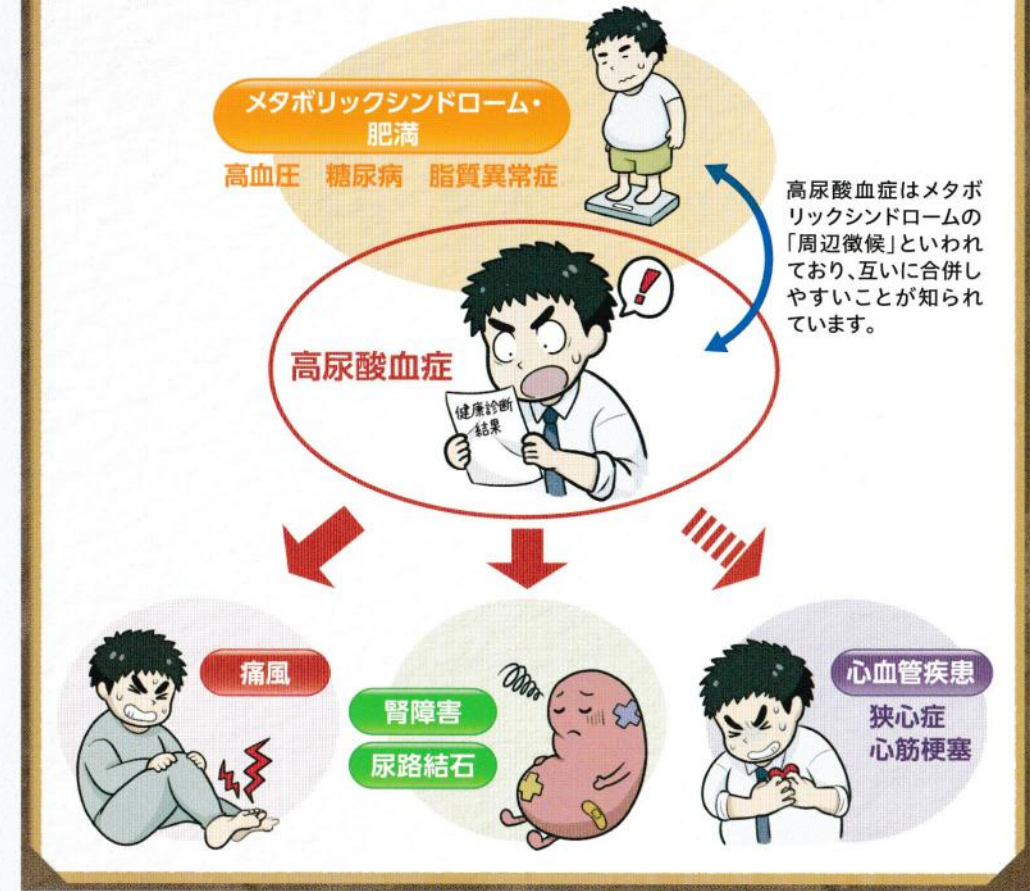 メタボリックシンドローム・
肥満
高血圧 糖尿病 脂質異常症
高尿酸血症はメタボ
リックシンドロームの
「周辺徴候」といわれ
ており、互いに合併し
やすいことが知られ
ています。
!
高尿酸血症
健康診断
結果
痛風
腎障害
尿路結石
心血管疾患
狭心症
心筋梗塞